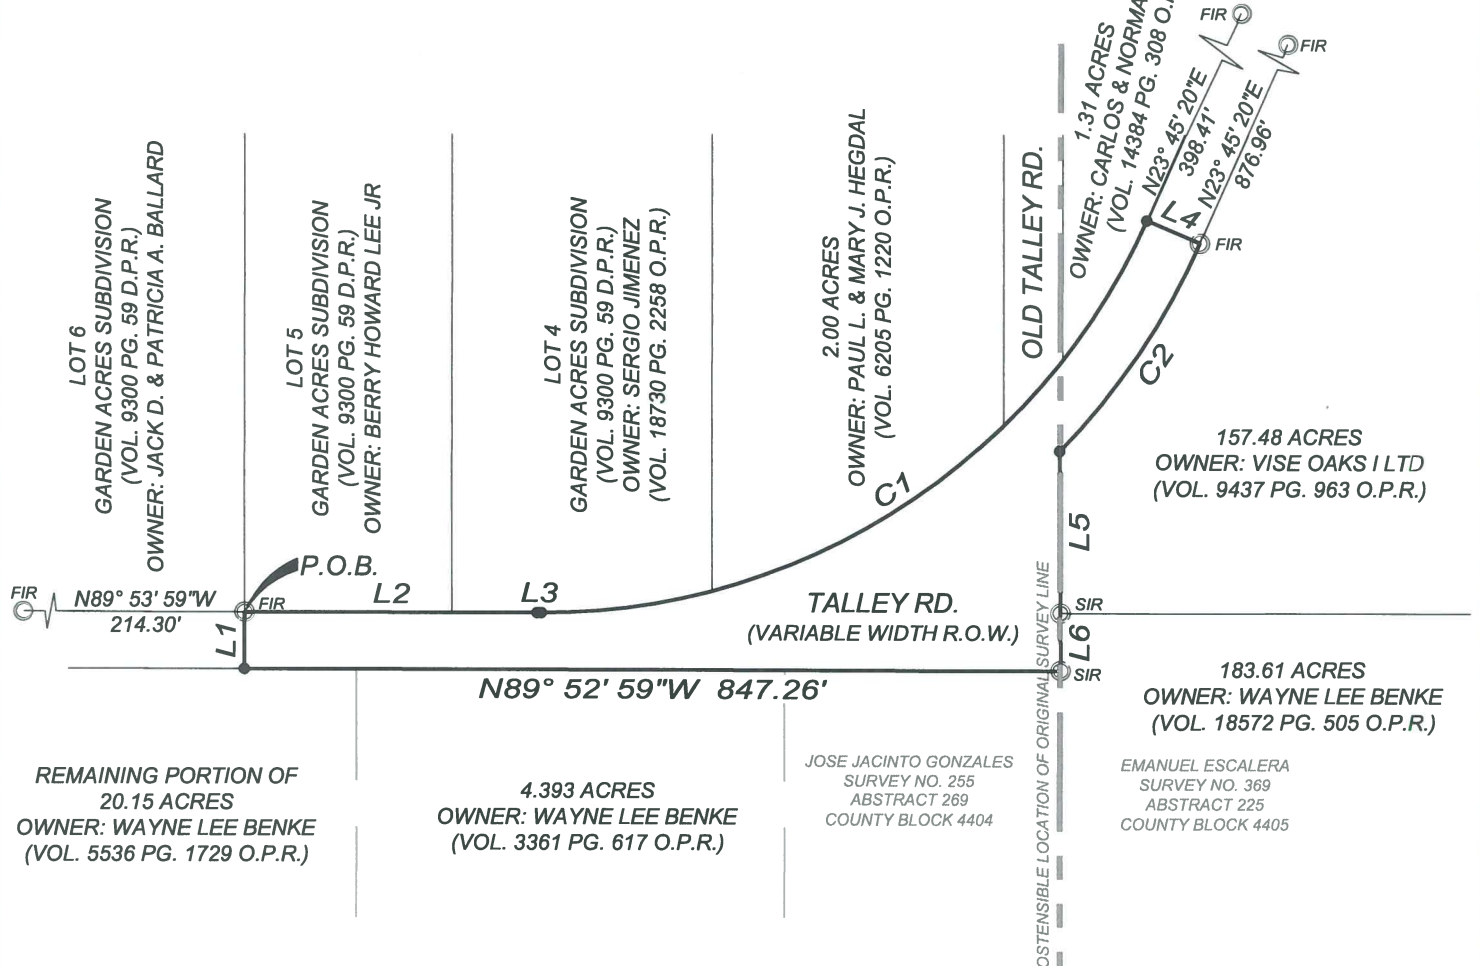 FIR
FIR
N23° 45' 20"E
398.41'
N23° 45' 20"E
876.96'
1.31 ACRES
OWNER: CARLOS & NORMA
(VOL. 14384 PG. 308 O.
L4
FIR
LOT 6
GARDEN ACRES SUBDIVISION
(VOL. 9300 PG. 59 D.P.R.)
OWNER: JACK D. & PATRICIA A. BALLARD
LOT 5
GARDEN ACRES SUBDIVISION
(VOL. 9300 PG. 59 D.P.R.)
OWNER: BERRY HOWARD LEE JR
LOT 4
GARDEN ACRES SUBDIVISION
(VOL. 9300 PG. 59 D.P.R.)
OWNER: SERGIO JIMENEZ
(VOL. 18730 PG. 2258 O.P.R.)
2.00 ACRES
OWNER: PAUL L. & MARY J. HEGDAL
(VOL. 6205 PG. 1220 O.P.R.)
OLD TALLEY RD.
C2
C1
157.48 ACRES
OWNER: VISE OAKS I LTD
(VOL. 9437 PG. 963 O.P.R.)
L5
P.O.B.
FIR
N89° 53' 59"W
214.30'
FIR
L2
L3
L1
TALLEY RD.
(VARIABLE WIDTH R.O.W.)
SIR
L6
SIR
N89° 52' 59"W 847.26'
183.61 ACRES
OWNER: WAYNE LEE BENKE
(VOL. 18572 PG. 505 O.P.R.)
REMAINING PORTION OF
20.15 ACRES
OWNER: WAYNE LEE BENKE
(VOL. 5536 PG. 1729 O.P.R.)
4.393 ACRES
OWNER: WAYNE LEE BENKE
(VOL. 3361 PG. 617 O.P.R.)
JOSE JACINTO GONZALES
SURVEY NO. 255
ABSTRACT 269
COUNTY BLOCK 4404
OSTENSIBLE LOCATION OF ORIGINAL SURVEY LINE
EMANUEL ESCALERA
SURVEY NO. 369
ABSTRACT 225
COUNTY BLOCK 4405